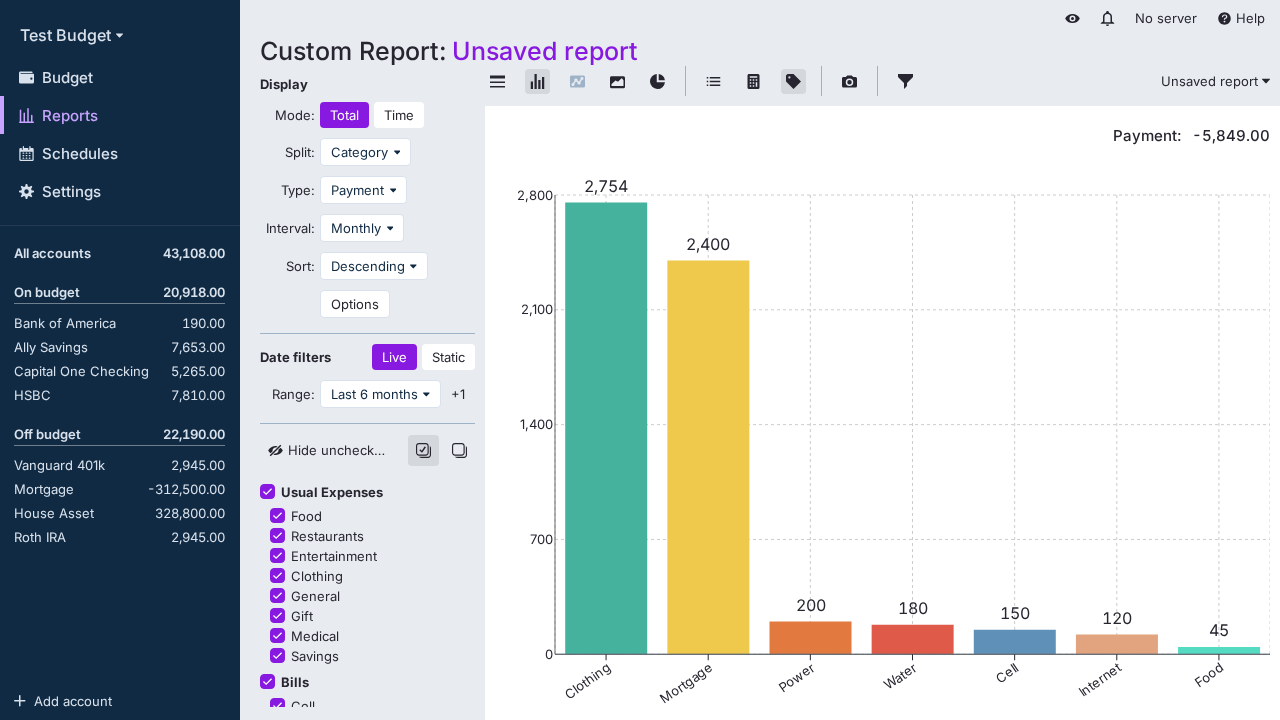 Test Budget
Budget
Reports
Schedules
Settings
All accounts 43,108.00
On budget 20,918.00
Bank of America 190.00
Ally Savings 7,653.00
Capital One Checking 5,265.00
HSBC 7,810.00
Off budget 22,190.00
Vanguard 401k 2,945.00
Mortgage -312,500.00
House Asset 328,800.00
Roth IRA 2,945.00
Add account
No server Help
Custom Report: Unsaved report
Display
Mode: Total Time
Split: Category
Type: Payment
Interval: Monthly
Sort: Descending
Options
Date filters Live Static
Range: Last 6 months +1
Hide uncheck...
Usual Expenses
Food
Restaurants
Entertainment
Clothing
General
Gift
Medical
Savings
Bills
Cell
Unsaved report
Payment: -5,849.00
2,800
2,100
1,400
700
0
2,754
2,400
200
180
150
120
45
Clothing
Mortgage
Power
Water
Cell
Internet
Food